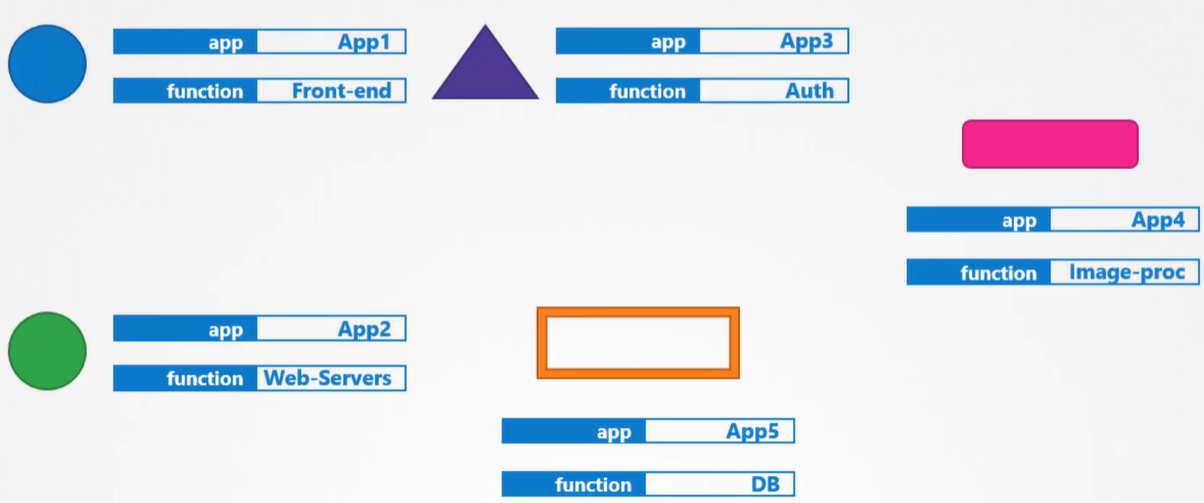 app App1
function Front-end
app App3
function Auth
app App4
function Image-proc
app App2
function Web-Servers
app App5
function DB